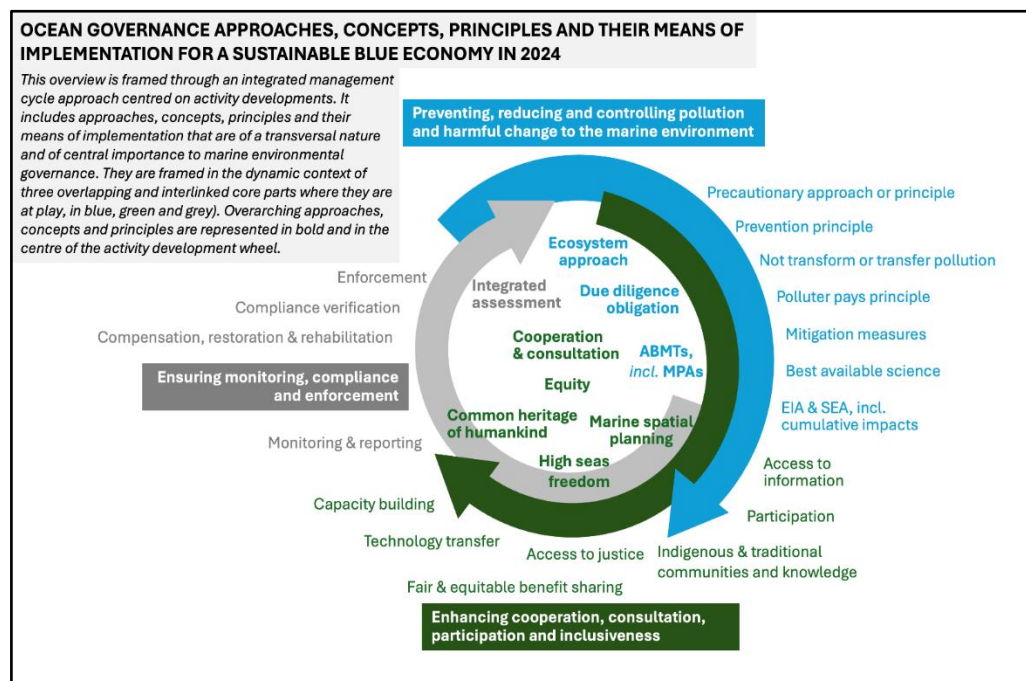 OCEAN GOVERNANCE APPROACHES, CONCEPTS, PRINCIPLES AND THEIR MEANS OF
IMPLEMENTATION FOR A SUSTAINABLE BLUE ECONOMY IN 2024
This overview is framed through an integrated management
cycle approach centred on activity developments. It
includes approaches, concepts, principles and their
means of implementation that are of a transversal nature
and of central importance to marine environmental
governance. They are framed in the dynamic context of
three overlapping and interlinked core parts where they are
at play, in blue, green and grey). Overarching approaches,
concepts and principles are represented in bold and in the
centre of the activity development wheel.
Preventing, reducing and controlling pollution
and harmful change to the marine environment
Precautionary approach or principle
Prevention principle
Not transform or transfer pollution
Polluter pays principle
Mitigation measures
Best available science
EIA & SEA, incl.
cumulative impacts
Access to
information
Participation
Indigenous & traditional
communities and knowledge
Access to justice
Fair & equitable benefit sharing
Technology transfer
Capacity building
Enhancing cooperation, consultation,
participation and inclusiveness
Monitoring & reporting
Ensuring monitoring, compliance
and enforcement
Compensation, restoration & rehabilitation
Compliance verification
Enforcement
Ecosystem
approach
Integrated
assessment
Due diligence
obligation
Cooperation
& consultation
ABMTs,
incl. MPAs
Equity
Common heritage
of humankind
Marine spatial
planning
High seas
freedom